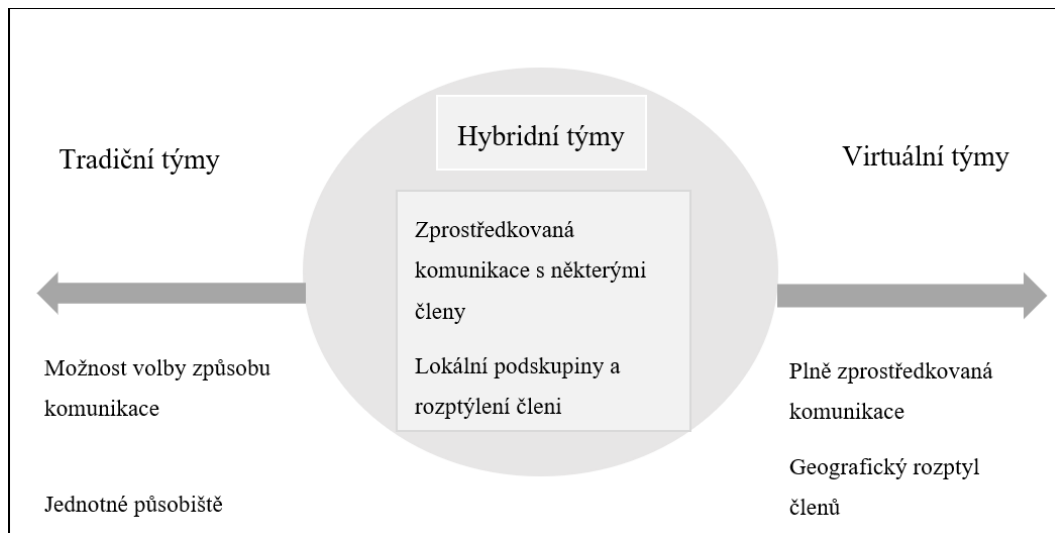 Tradiční týmy
Možnost volby způsobu
komunikace
Jednotné působiště
Hybridní týmy
Zprostředkovaná
komunikace s některými
členy
Lokální podskupiny a
rozptýlení členi
Virtuální týmy
Plně zprostředkovaná
komunikace
Geografický rozptyl
členů